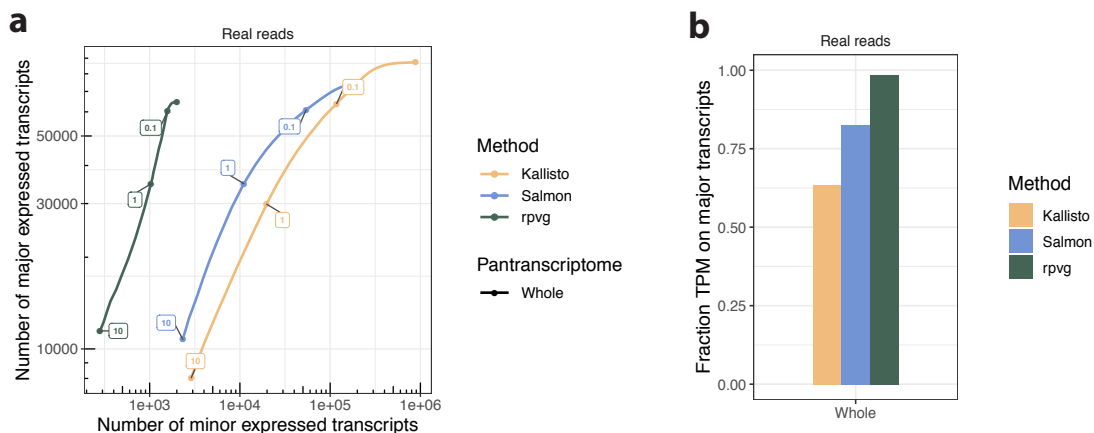 a
Real reads
Number of major expressed transcripts
50000
30000
10000
0.1
1
10
0.1
1
10
0.1
1
10
1e+03
1e+04
1e+05
1e+06
Number of minor expressed transcripts
Method
Kallisto
Salmon
rpvg
Pantranscriptome
Whole
b
Real reads
Fraction TPM on major transcripts
1.00
0.75
0.50
0.25
0.00
Whole
Method
Kallisto
Salmon
rpvg